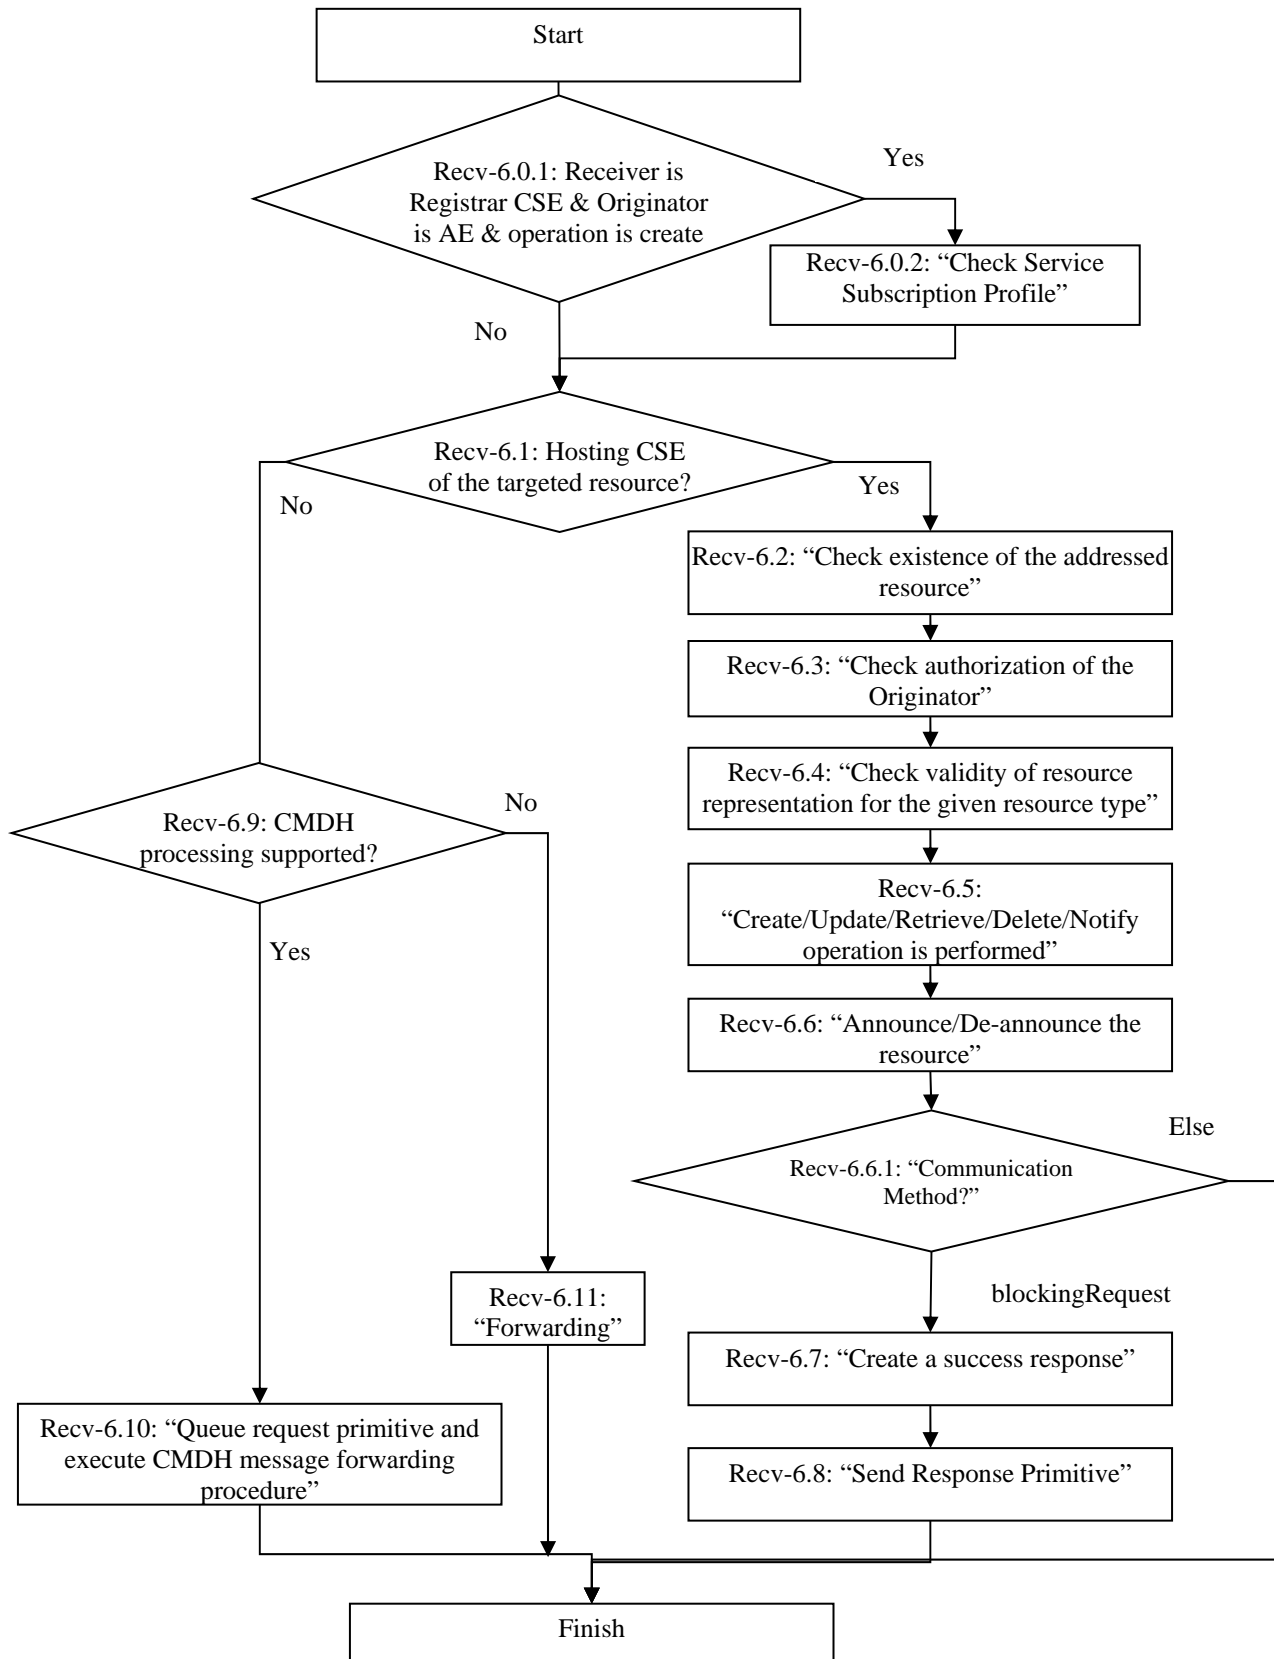 Start
Recv-6.0.1: Receiver is
Registrar CSE & Originator
is AE & operation is create
Yes
Recv-6.0.2: “Check Service
Subscription Profile”
No
Recv-6.1: Hosting CSE
of the targeted resource?
No
Yes
Recv-6.2: “Check existence of the addressed
resource”
Recv-6.3: “Check authorization of the
Originator”
Recv-6.4: “Check validity of resource
representation for the given resource type”
Recv-6.9: CMDH
processing supported?
No
Yes
Recv-6.5:
“Create/Update/Retrieve/Delete/Notify
operation is performed”
Recv-6.6: “Announce/De-announce the
resource”
Else
Recv-6.6.1: “Communication
Method?”
blockingRequest
Recv-6.11:
“Forwarding”
Recv-6.7: “Create a success response”
Recv-6.10: “Queue request primitive and
execute CMDH message forwarding
procedure”
Recv-6.8: “Send Response Primitive”
Finish